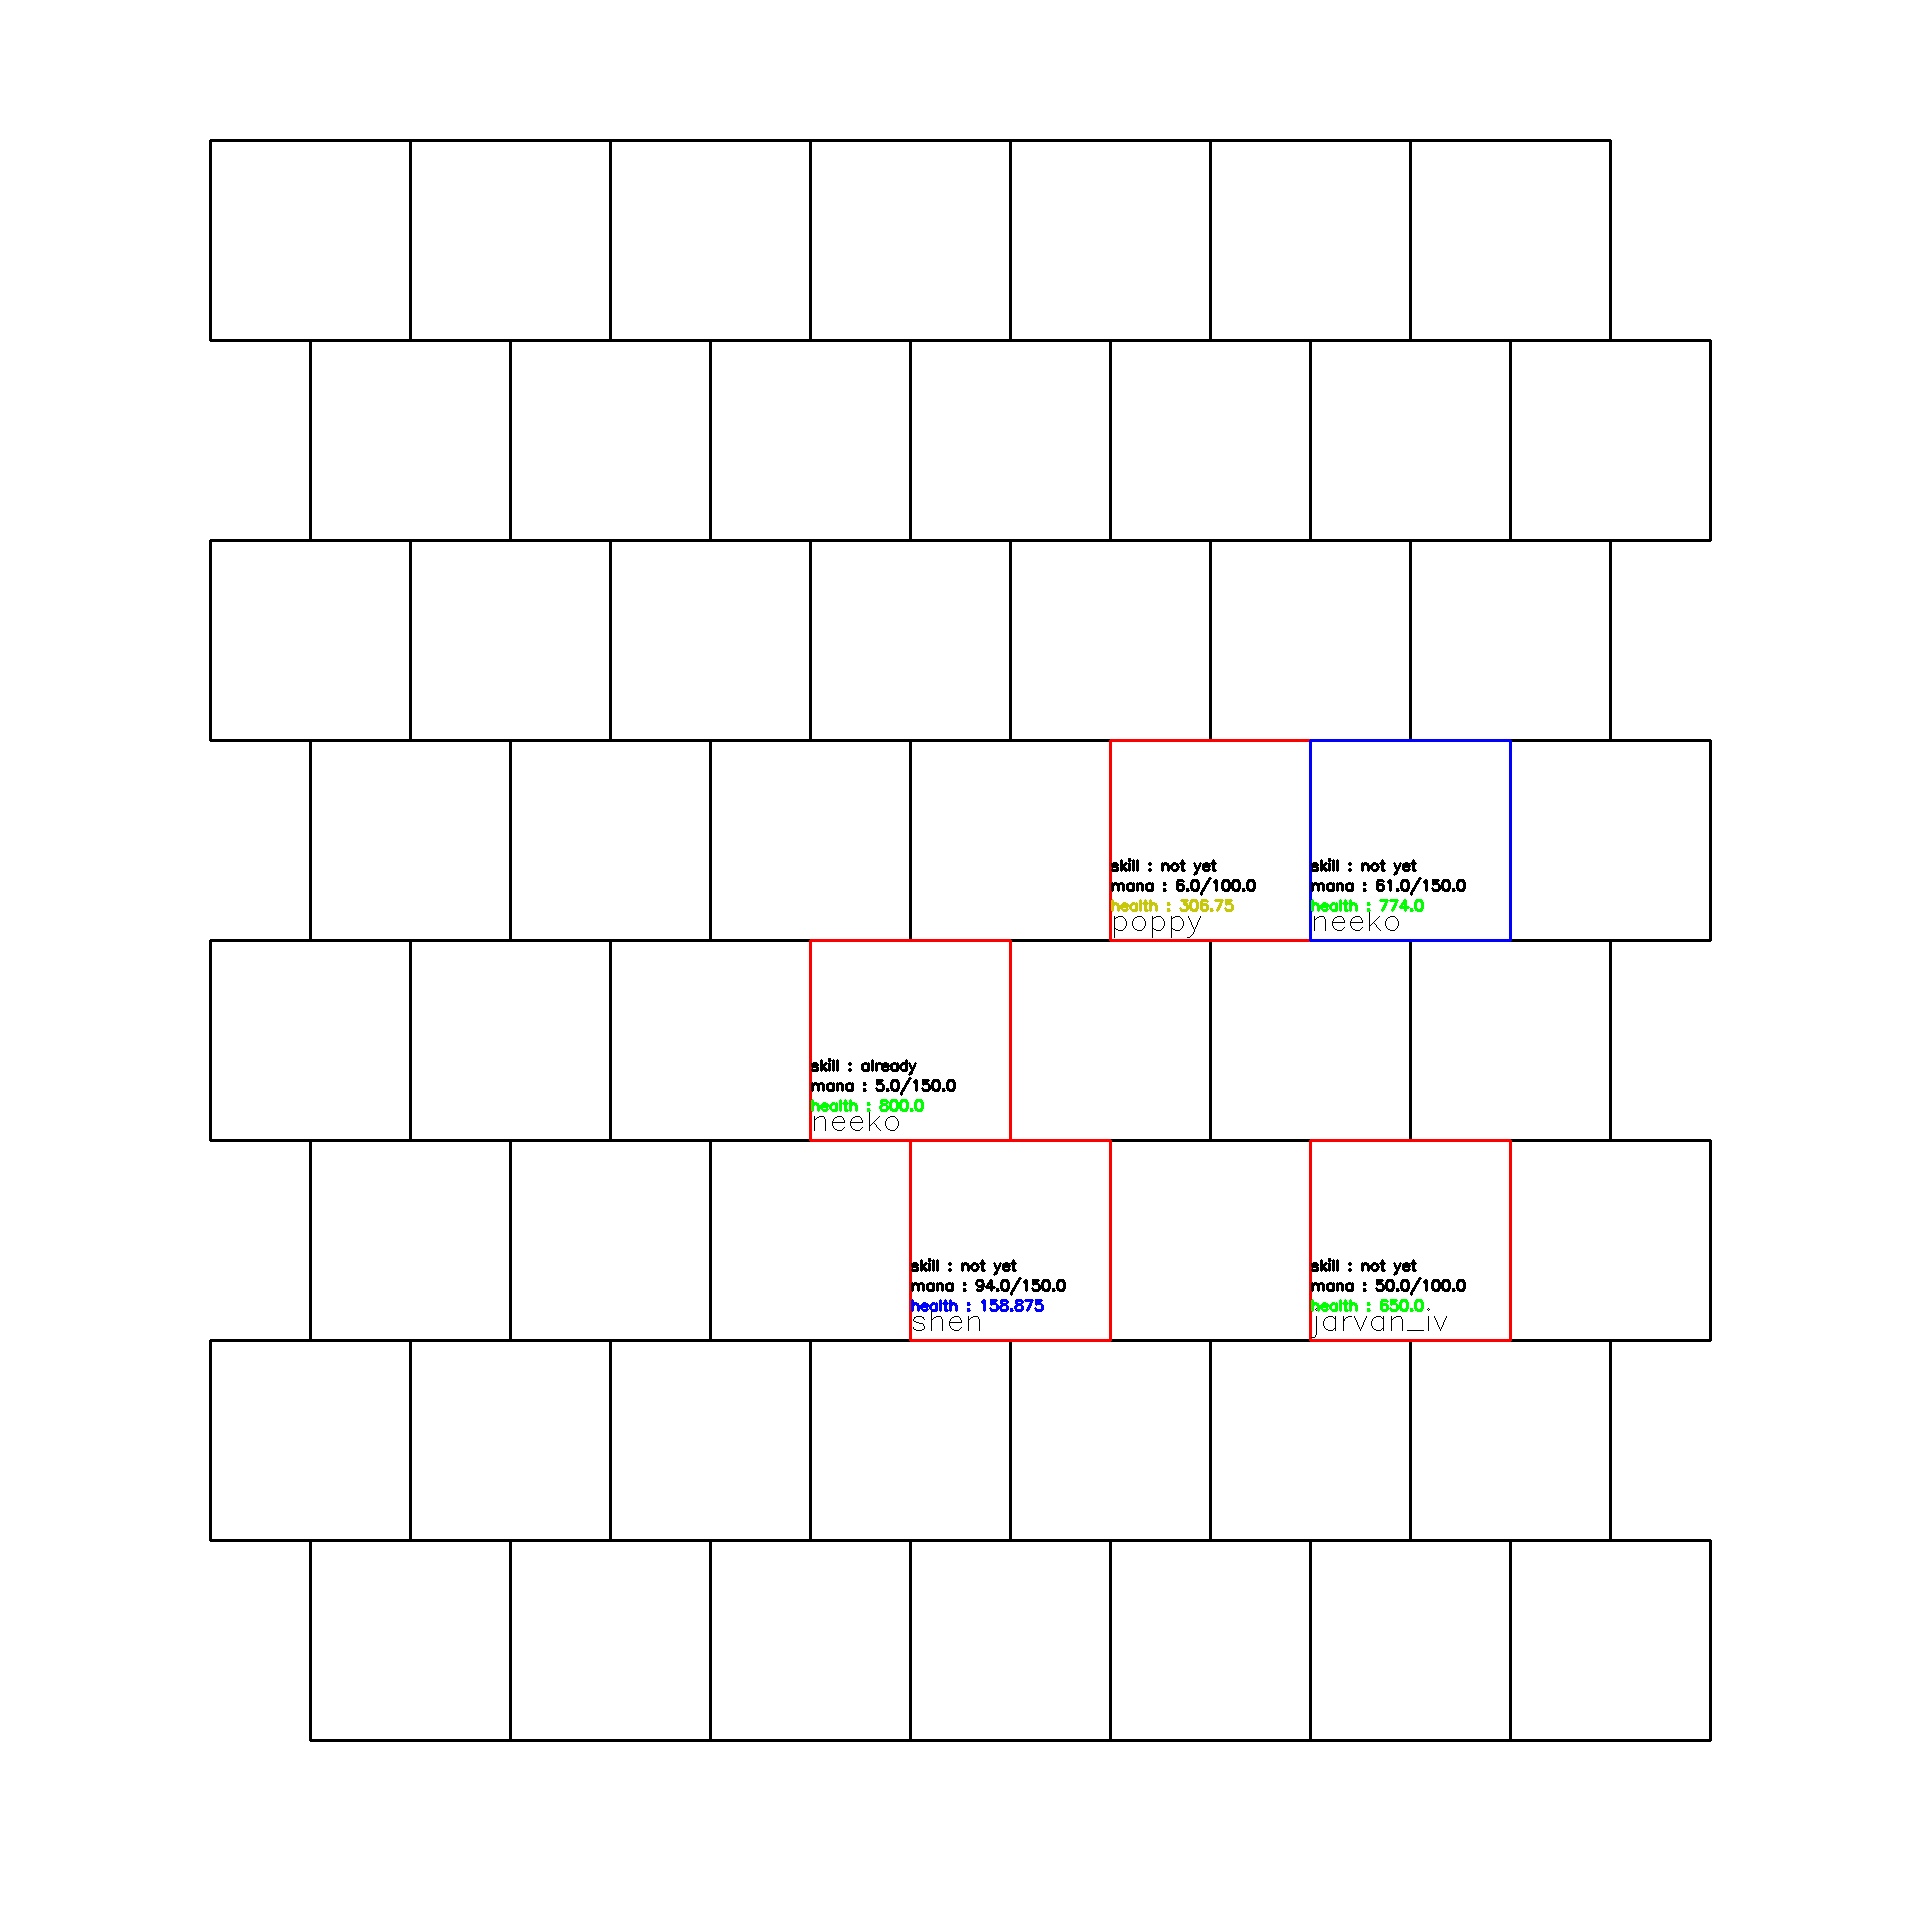 skill : not yet
mana : 6.0/100.0
health : 306.75
poppy
skill : not yet
mana : 61.0/150.0
health : 774.0
neeko
skill : already
mana : 5.0/150.0
health : 800.0
neeko
skill : not yet
mana : 94.0/150.0
health : 158.875
shen
skill : not yet
mana : 50.0/100.0
health : 650.0
jarvan_iv